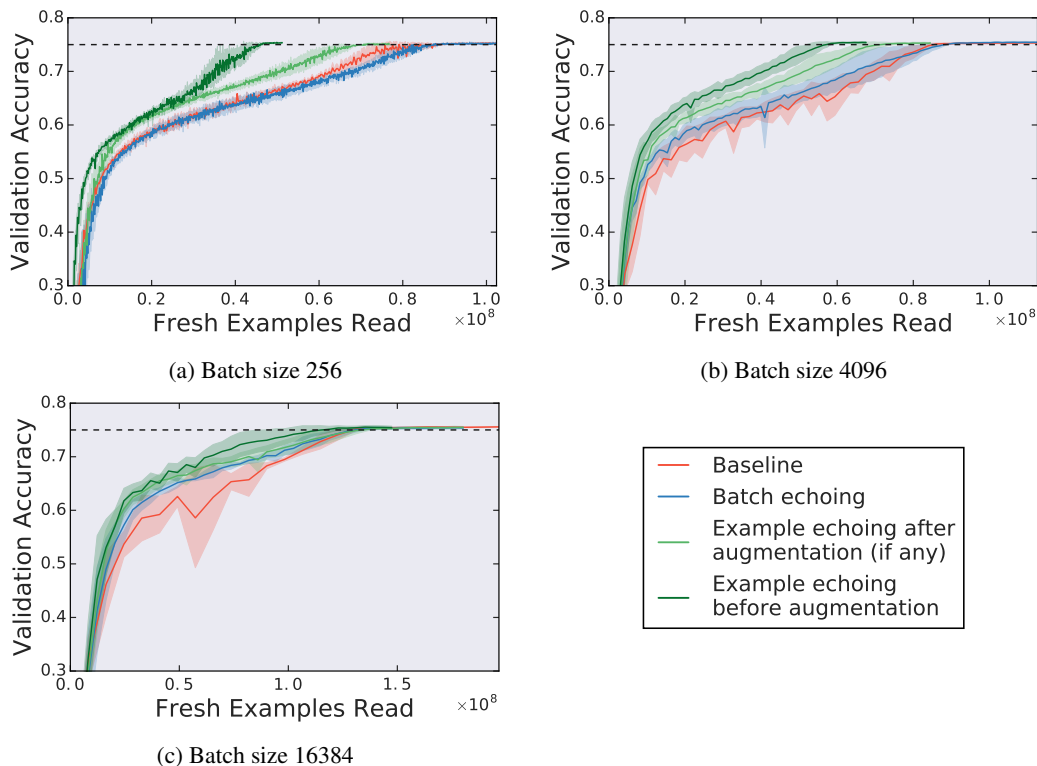 0.8
0.7
0.6
0.5
0.4
0.3
Validation Accuracy
0.0 0.2 0.4 0.6 0.8 1.0
×10⁸
Fresh Examples Read
(a) Batch size 256
0.8
0.7
0.6
0.5
0.4
0.3
Validation Accuracy
0.0 0.2 0.4 0.6 0.8 1.0
×10⁸
Fresh Examples Read
(b) Batch size 4096
0.8
0.7
0.6
0.5
0.4
0.3
Validation Accuracy
0.0 0.5 1.0 1.5
×10⁸
Fresh Examples Read
(c) Batch size 16384
Baseline
Batch echoing
Example echoing after
augmentation (if any)
Example echoing
before augmentation